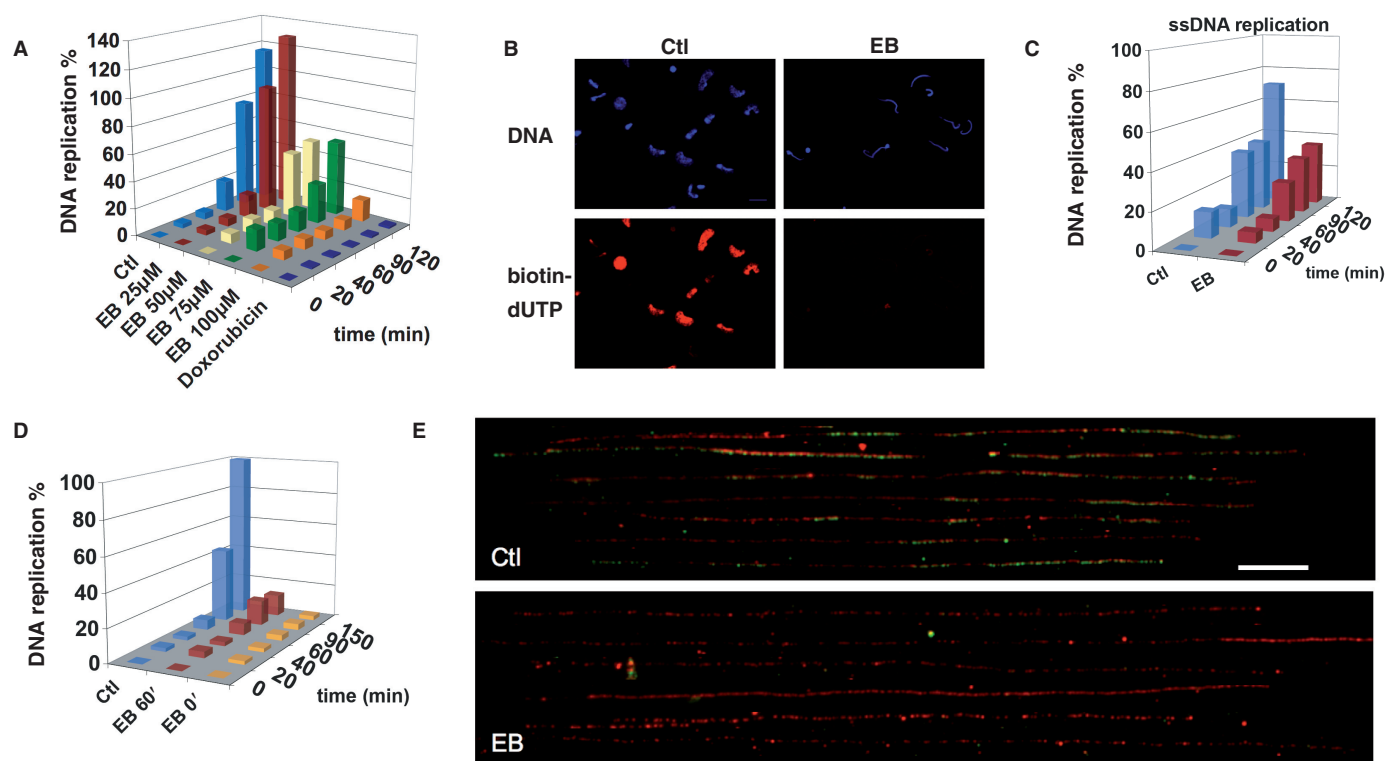 A
DNA replication %
140
120
100
80
60
40
20
0
Ctl
EB 25µM
EB 50µM
EB 75µM
EB 100µM
Doxorubicin
0
20
40
60
90
120
time (min)
B
Ctl
EB
DNA
biotin-
dUTP
C
ssDNA replication
DNA replication %
100
80
60
40
20
0
Ctl
EB
0
20
40
60
90
120
time (min)
D
DNA replication %
100
80
60
40
20
0
Ctl
EB 60′
EB 0′
0
20
40
60
90
150
time (min)
E
Ctl
EB